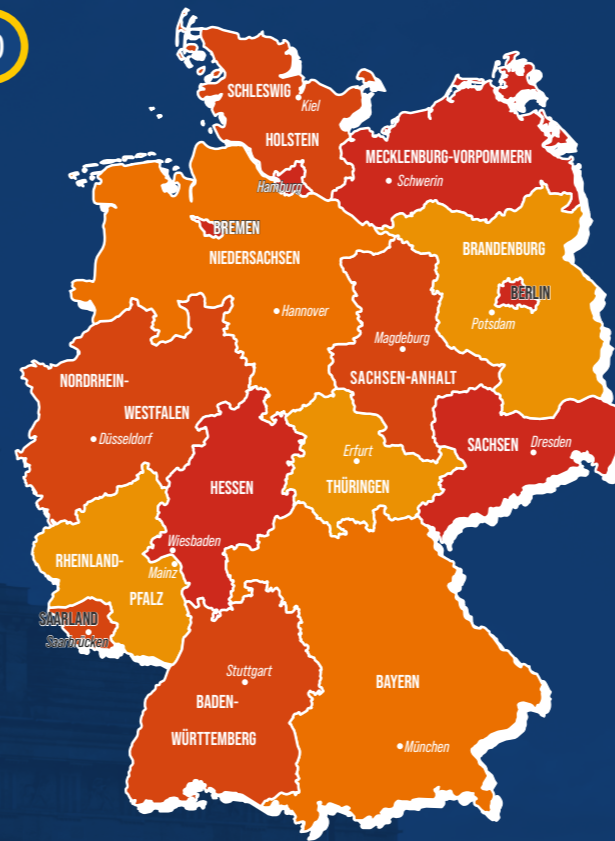 SCHLESWIG
Kiel
HOLSTEIN
MECKLENBURG-VORPOMMERN
Schwerin
Hamburg
BREMEN
NIEDERSACHSEN
BRANDENBURG
BERLIN
Potsdam
Hannover
Magdeburg
SACHSEN-ANHALT
NORDRHEIN-
WESTFALEN
Düsseldorf
SACHSEN
Dresden
Erfurt
THÜRINGEN
HESSEN
Wiesbaden
Mainz
RHEINLAND-
PFALZ
SAARLAND
Saarbrücken
Stuttgart
BADEN-
WÜRTTEMBERG
BAYERN
München